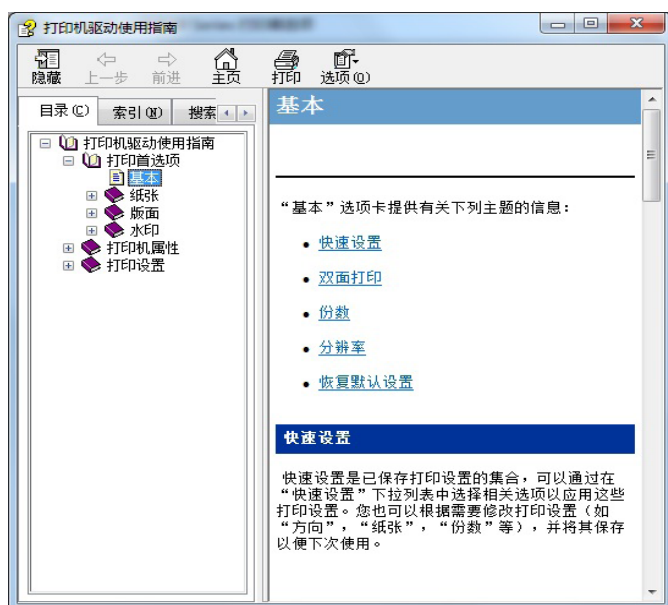 打印机驱动使用指南
隐藏 上一步 前进 主页 打印 选项(O)
目录(C) 索引(N) 搜索
打印机驱动使用指南
打印首选项
基本
纸张
版面
水印
打印机属性
打印设置
基本
“基本”选项卡提供有关下列主题的信息：
• 快速设置
• 双面打印
• 份数
• 分辨率
• 恢复默认设置
快速设置
快速设置是已保存打印设置的集合，可以通过在
“快速设置”下拉列表中选择相关选项以应用这些
打印设置。您也可以根据需要修改打印设置（如
“方向”，“纸张”，“份数”等），并将其保存
以便下次使用。